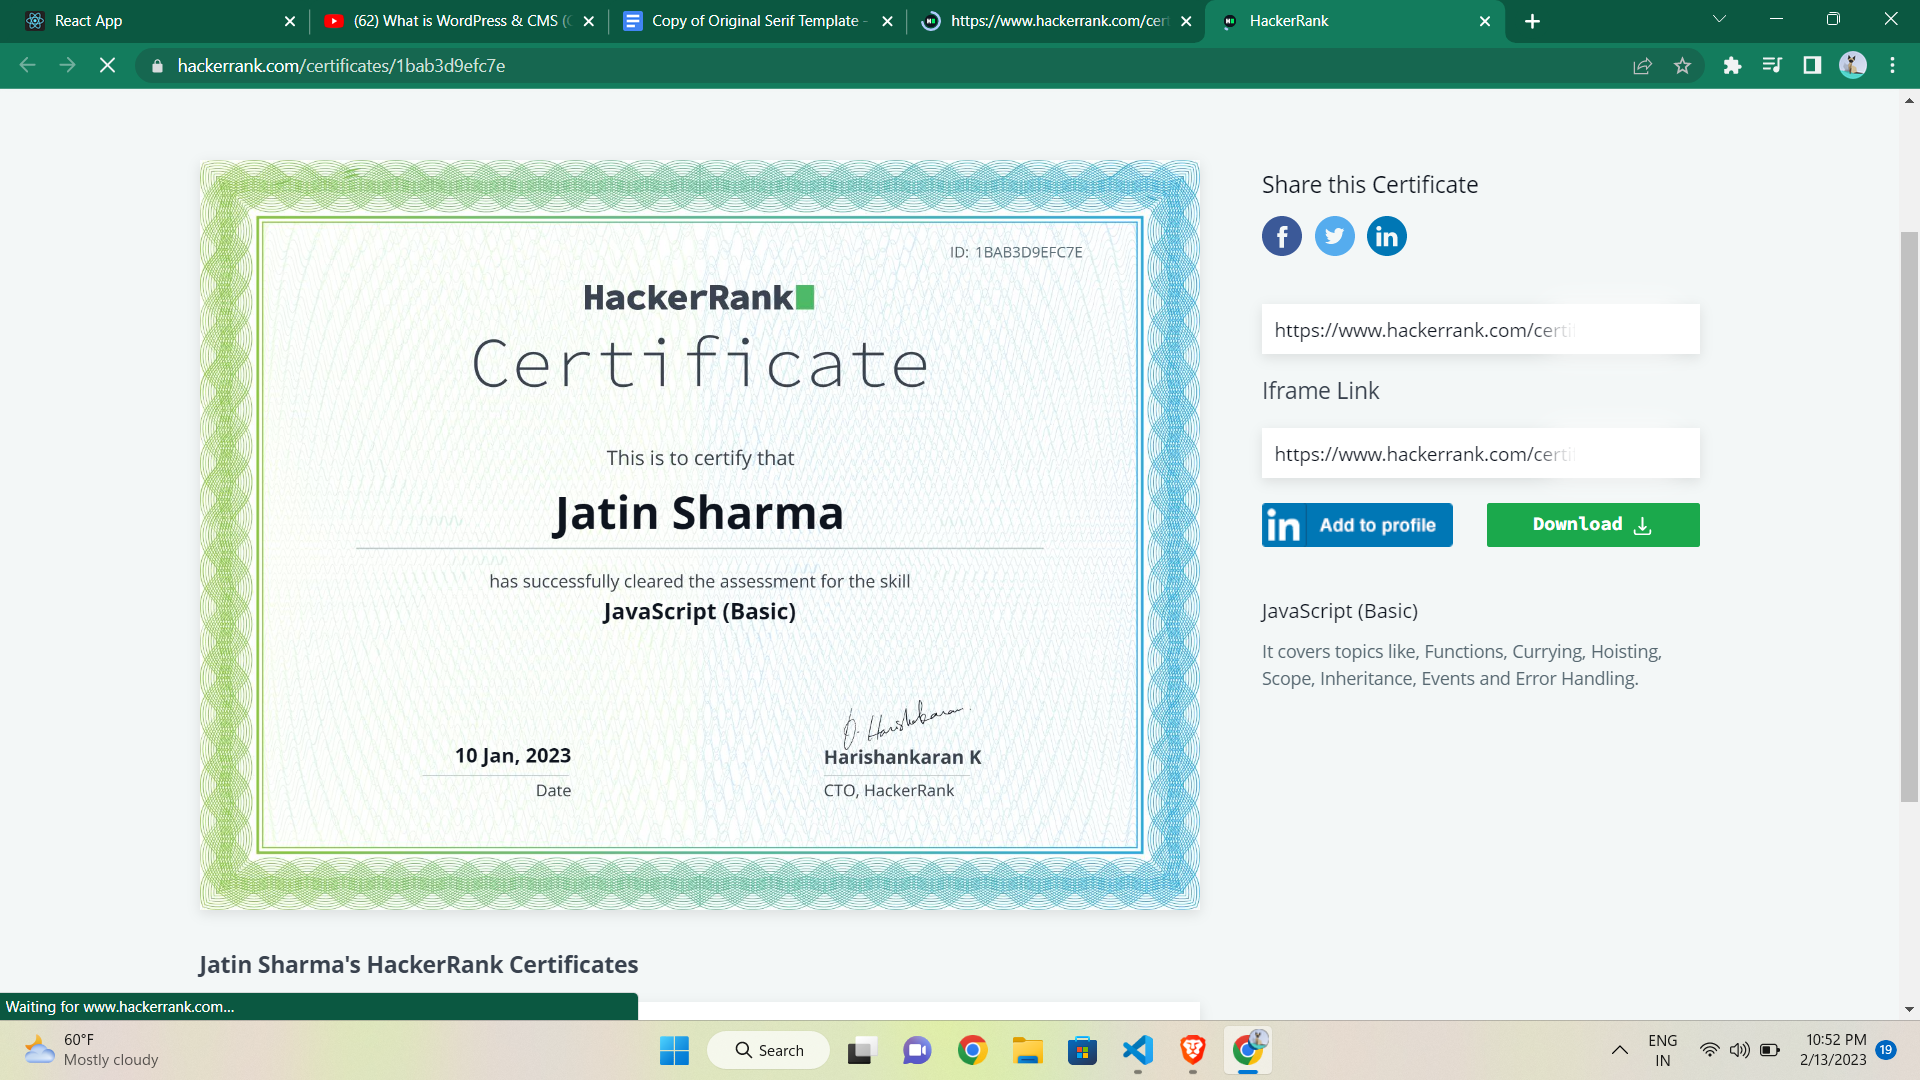 React App
(62) What is WordPress & CMS (
Copy of Original Serif Template -
https://www.hackerrank.com/cert
HackerRank
hackerrank.com/certificates/1bab3d9efc7e
ID: 1BAB3D9EFC7E
HackerRank
Certificate
This is to certify that
Jatin Sharma
has successfully cleared the assessment for the skill
JavaScript (Basic)
10 Jan, 2023
Date
Harishankaran K
CTO, HackerRank
Share this Certificate
https://www.hackerrank.com/certi
Iframe Link
https://www.hackerrank.com/certi
in Add to profile
Download
JavaScript (Basic)
It covers topics like, Functions, Currying, Hoisting,
Scope, Inheritance, Events and Error Handling.
Jatin Sharma's HackerRank Certificates
Waiting for www.hackerrank.com...
60°F
Mostly cloudy
Search
ENG
IN
10:52 PM
2/13/2023
19